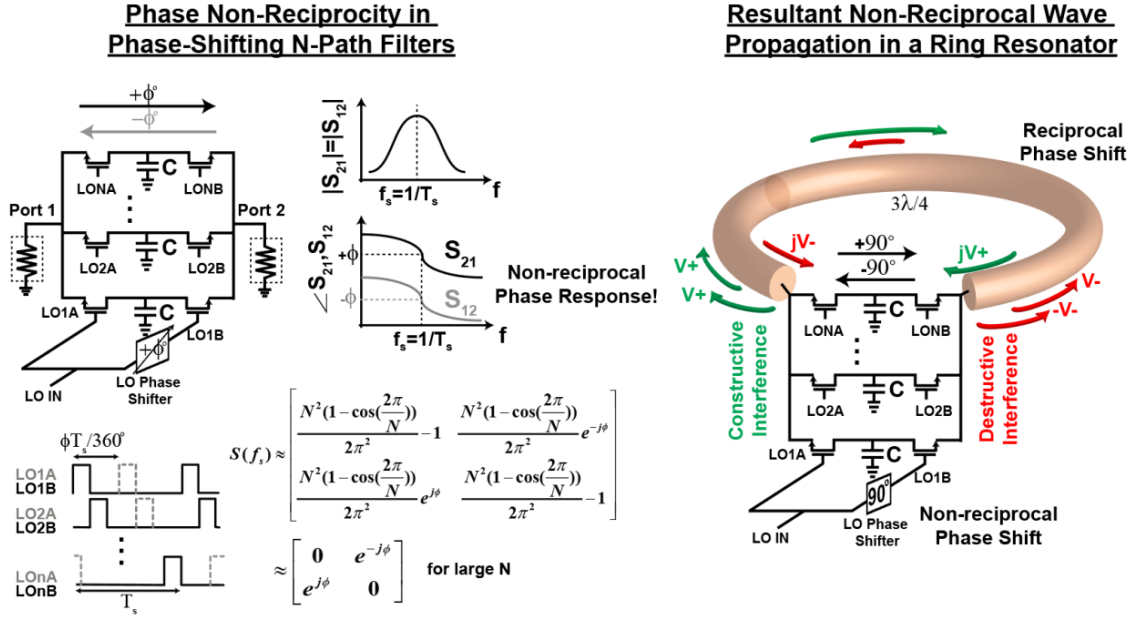 Phase Non-Reciprocity in
Phase-Shifting N-Path Filters
+ϕ°
-ϕ°
C
LONA
LONB
Port 1
Port 2
C
LO2A
LO2B
LO1A
C
LO1B
+ϕ°
LO Phase
Shifter
LO IN
|S21|=|S12|
f
fs=1/Ts
∠S21,S12
+ϕ
-ϕ
S21
S12
f
fs=1/Ts
Non-reciprocal
Phase Response!
ϕTs/360°
LO1A
LO1B
LO2A
LO2B
LOnA
LOnB
Ts
S(fs)≈[N²(1-cos(2π/N))/2π² -1   N²(1-cos(2π/N))/2π² e^-jϕ
N²(1-cos(2π/N))/2π² e^jϕ   N²(1-cos(2π/N))/2π² -1]
≈[0 e^-jϕ
e^jϕ 0] for large N
Resultant Non-Reciprocal Wave
Propagation in a Ring Resonator
Reciprocal
Phase Shift
3λ/4
jV-
+90°
-90°
jV+
V+
V+
V-
-V-
Constructive
Interference
Destructive
Interference
C
LONA
LONB
C
LO2A
LO2B
LO1A
C
LO1B
90°
LO Phase
Shifter
LO IN
Non-reciprocal
Phase Shift